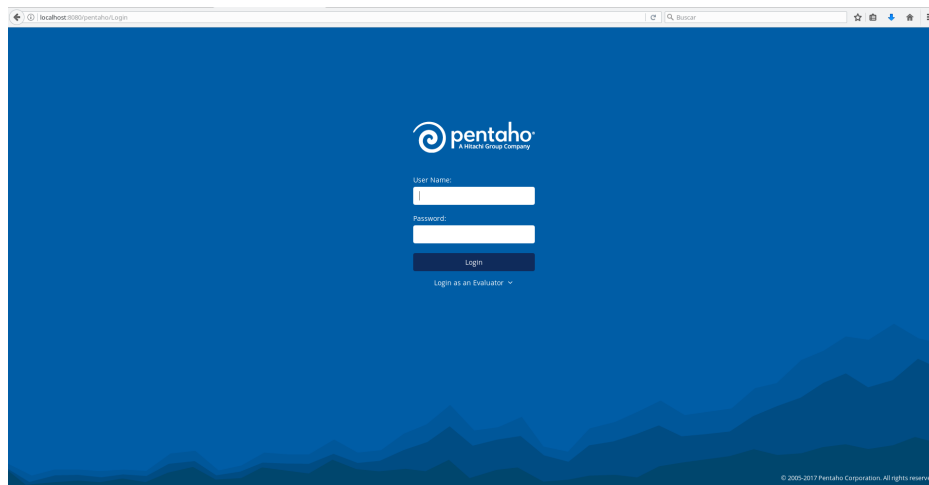 localhost:8080/pentaho/Login
Buscar
pentaho
A Hitachi Group Company
User Name:
Password:
Login
Login as an Evaluator
© 2005-2017 Pentaho Corporation. All rights reserve